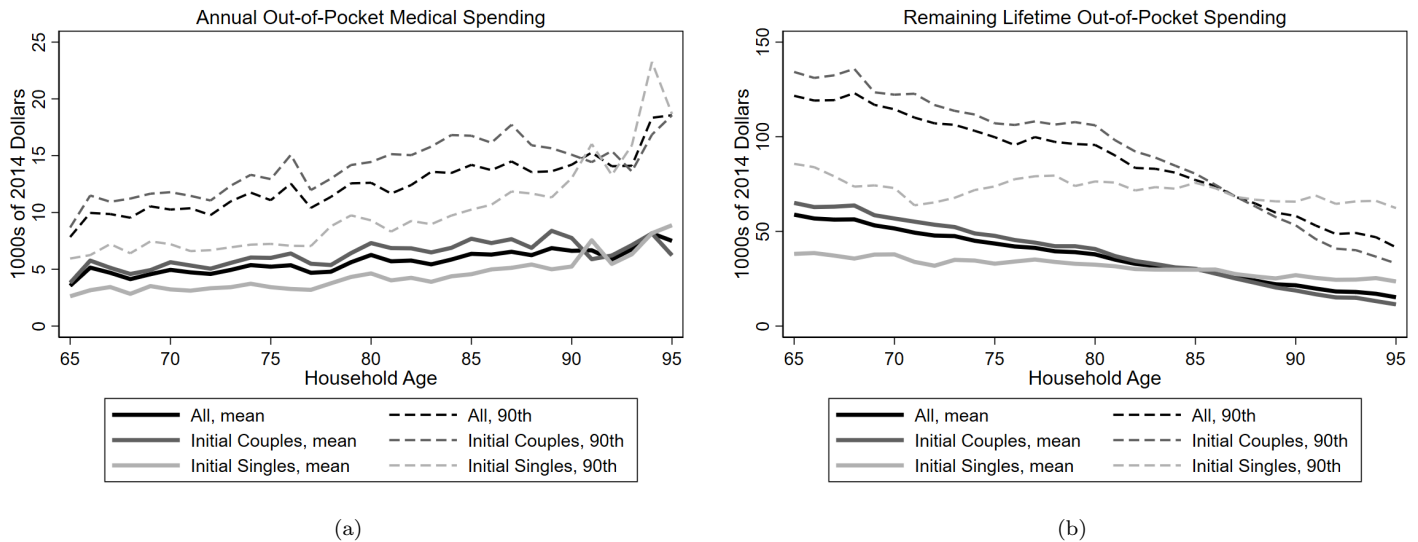 Annual Out-of-Pocket Medical Spending
1000s of 2014 Dollars
25
20
15
10
5
0
65 70 75 80 85 90 95
Household Age
All, mean All, 90th
Initial Couples, mean Initial Couples, 90th
Initial Singles, mean Initial Singles, 90th
(a)
Remaining Lifetime Out-of-Pocket Spending
1000s of 2014 Dollars
150
100
50
0
65 70 75 80 85 90 95
Household Age
All, mean All, 90th
Initial Couples, mean Initial Couples, 90th
Initial Singles, mean Initial Singles, 90th
(b)